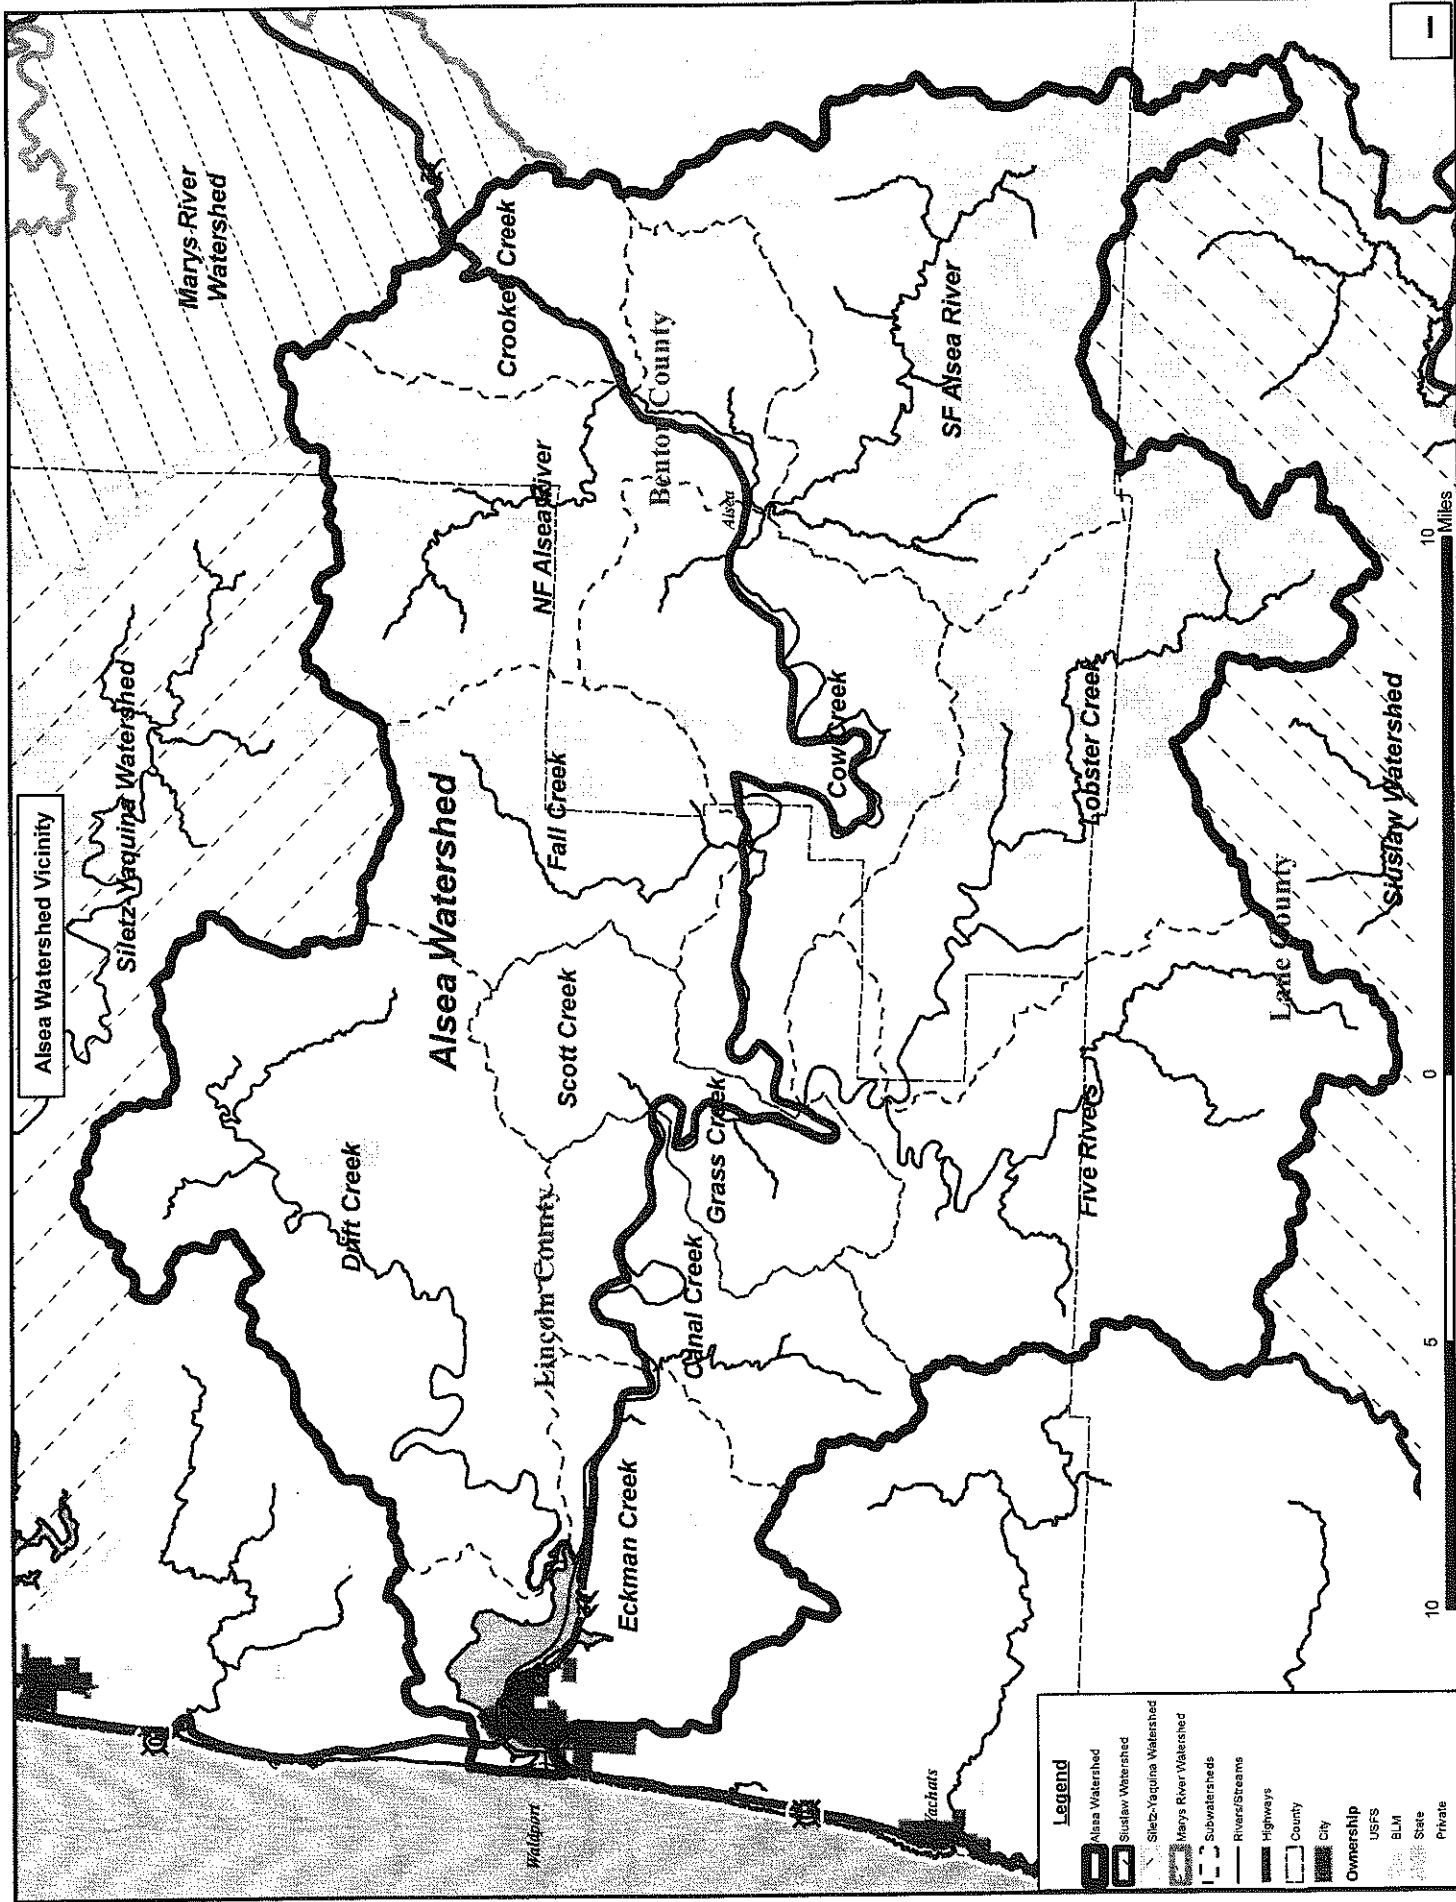 Alsea Watershed Vicinity
Siletz-Yaquina Watershed
Marys River
Watershed
Alsea Watershed
Drift Creek
Scott Creek
Fall Creek
NF Alsea River
Crooked Creek
Lincoln County
Benton County
Alsea
Eckman Creek
Canal Creek
Grass Creek
Cow Creek
SF Alsea River
Five Rivers
Lobster Creek
Lane County
Siuslaw Watershed
Waldport
Yachats
Legend
Alsea Watershed
Siuslaw Watershed
Siletz-Yaquina Watershed
Marys River Watershed
Subwatersheds
Rivers/Streams
Highways
County
City
Ownership
USFS
BLM
State
Private
10 5 0 10
Miles
1